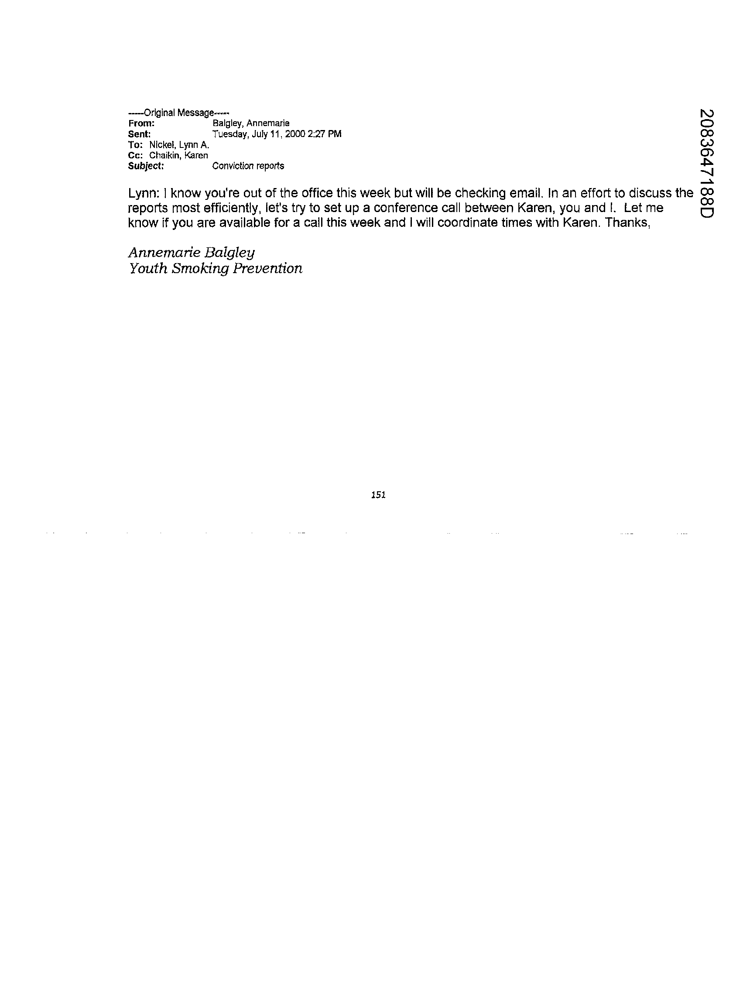 -----Original Message-----
From: Balgley, Annemarie
Sent: Tuesday, July 11, 2000 2:27 PM
To: Nickel, Lynn A.
Cc: Chaikin, Karen
Subject: Conviction reports
Lynn: I know you're out of the office this week but will be checking email. In an effort to discuss the
reports most efficiently, let's try to set up a conference call between Karen, you and I. Let me
know if you are available for a call this week and I will coordinate times with Karen. Thanks,
Annemarie Balgley
Youth Smoking Prevention
151
2083647188D